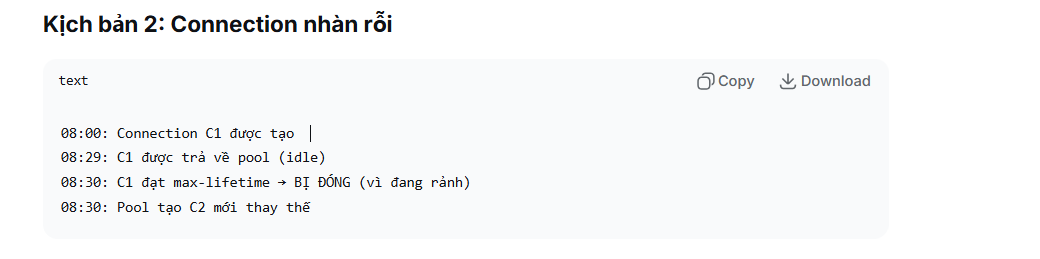 Kịch bản 2: Connection nhàn rỗi
text
Copy
Download
08:00: Connection C1 được tạo
08:29: C1 được trả về pool (idle)
08:30: C1 đạt max-lifetime → BỊ ĐÓNG (vì đang rảnh)
08:30: Pool tạo C2 mới thay thế